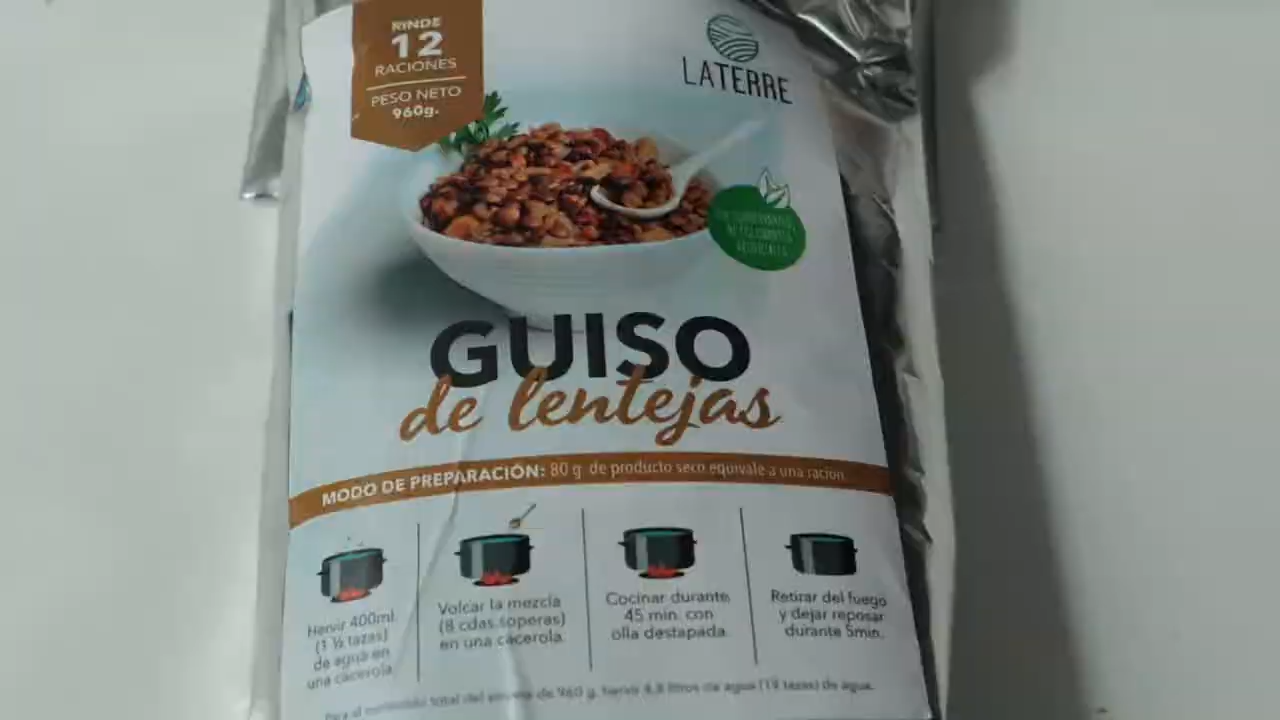 RINDE
12
RACIONES
PESO NETO
960g.
LATERRE
GUISO
de lentejas
MODO DE PREPARACIÓN: 80 g de producto seco equivale a una ración.
Hervir 400ml.
(1 ½ tazas)
de agua en
una cacerola.
Volcar la mezcla
(8 cdas.soperas)
en una cacerola.
Cocinar durante
45 min. con
olla destapada.
Retirar del fuego
y dejar reposar
durante 5min.
Para el contenido total del envase de 960 g. hervir 4,8 litros de agua (19 tazas) de agua.